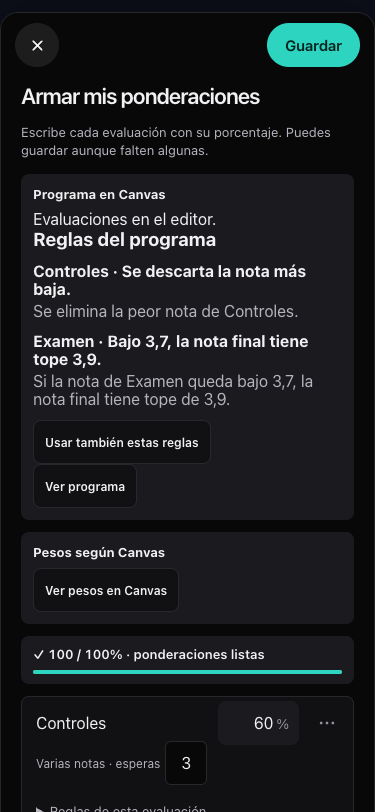 Guardar
Armar mis ponderaciones
Escribe cada evaluación con su porcentaje. Puedes
guardar aunque falten algunas.
Programa en Canvas
Evaluaciones en el editor.
Reglas del programa
Controles · Se descarta la nota más
baja.
Se elimina la peor nota de Controles.
Examen · Bajo 3,7, la nota final tiene
tope 3,9.
Si la nota de Examen queda bajo 3,7, la
nota final tiene tope de 3,9.
Usar también estas reglas
Ver programa
Pesos según Canvas
Ver pesos en Canvas
✓ 100 / 100% · ponderaciones listas
Controles 60 % ···
Varias notas · esperas 3
▶ Reglas de esta evaluación